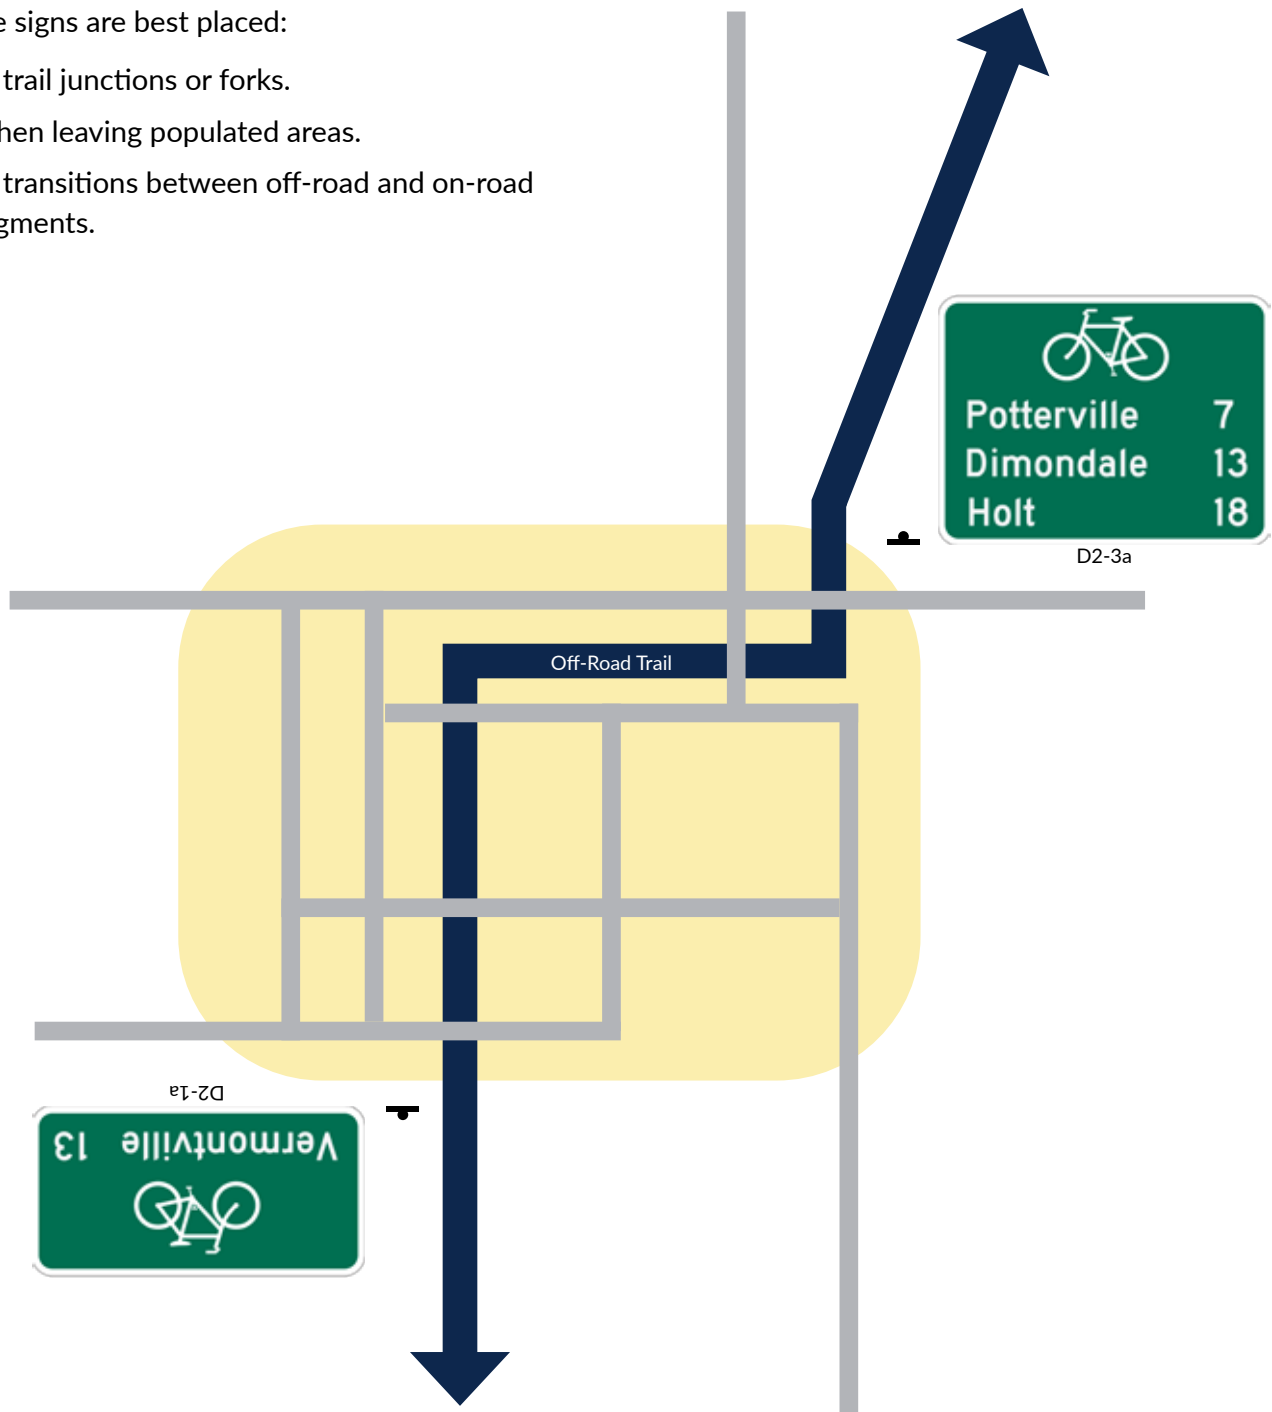 signs are best placed:
trail junctions or forks.
hen leaving populated areas.
transitions between off-road and on-road
gments.
Potterville 7
Dimondale 13
Holt 18
D2-3a
Off-Road Trail
D2-1a
Vermontville 13